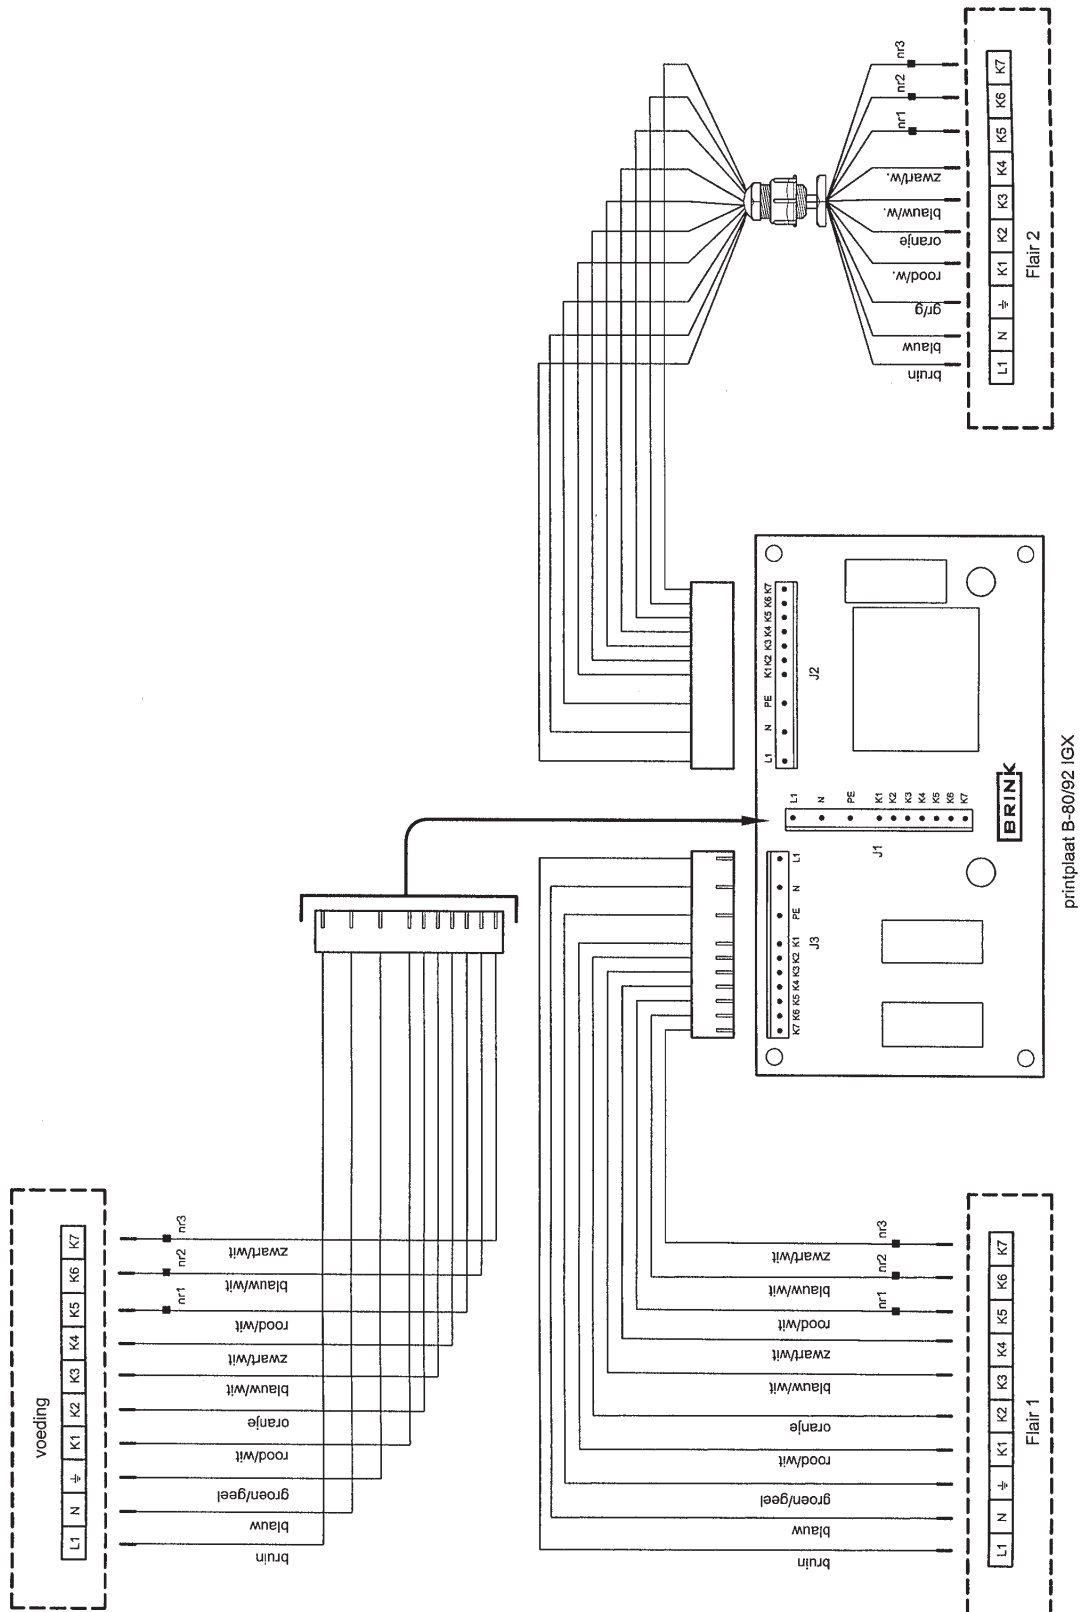 nr3
nr2
nr1
zwart/w.
blauw/w.
oranje
rood/w.
gr/g
blauw
bruin
L1 N ⏚ K1 K2 K3 K4 K5 K6 K7
Flair 2
L1 N PE K1 K2 K3 K4 K5 K6 K7
J2
L1
N
PE
K1
K2
K3
K4
K5
K6
K7
J1
BRINK
K7 K6 K5 K4 K3 K2 K1 PE N L1
J3
printplaat B-80/92 IGX
voeding
L1 N ⏚ K1 K2 K3 K4 K5 K6 K7
nr3
nr2
nr1
zwart/wit
blauw/wit
rood/wit
zwart/wit
blauw/wit
oranje
rood/wit
groen/geel
blauw
bruin
nr3
nr2
nr1
zwart/wit
blauw/wit
rood/wit
zwart/wit
blauw/wit
oranje
rood/wit
groen/geel
blauw
bruin
L1 N ⏚ K1 K2 K3 K4 K5 K6 K7
Flair 1